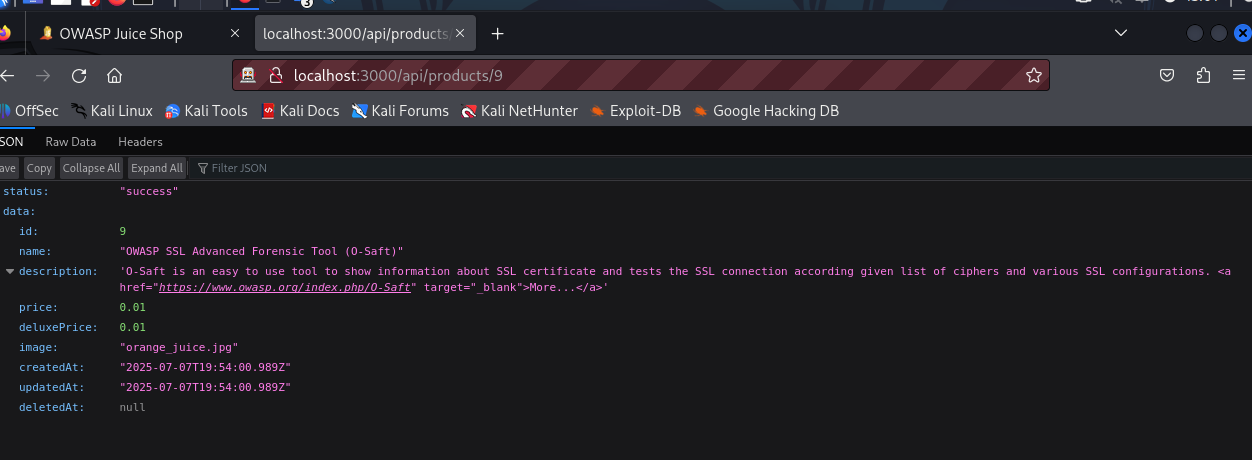 3
OWASP Juice Shop
localhost:3000/api/products/
localhost:3000/api/products/9
OffSec Kali Linux Kali Tools Kali Docs Kali Forums Kali NetHunter Exploit-DB Google Hacking DB
SON Raw Data Headers
ave Copy Collapse All Expand All Filter JSON
status: "success"
data:
id: 9
name: "OWASP SSL Advanced Forensic Tool (O-Saft)"
description: 'O-Saft is an easy to use tool to show information about SSL certificate and tests the SSL connection according given list of ciphers and various SSL configurations. <a
href="https://www.owasp.org/index.php/O-Saft" target="_blank">More...</a>'
price: 0.01
deluxePrice: 0.01
image: "orange_juice.jpg"
createdAt: "2025-07-07T19:54:00.989Z"
updatedAt: "2025-07-07T19:54:00.989Z"
deletedAt: null